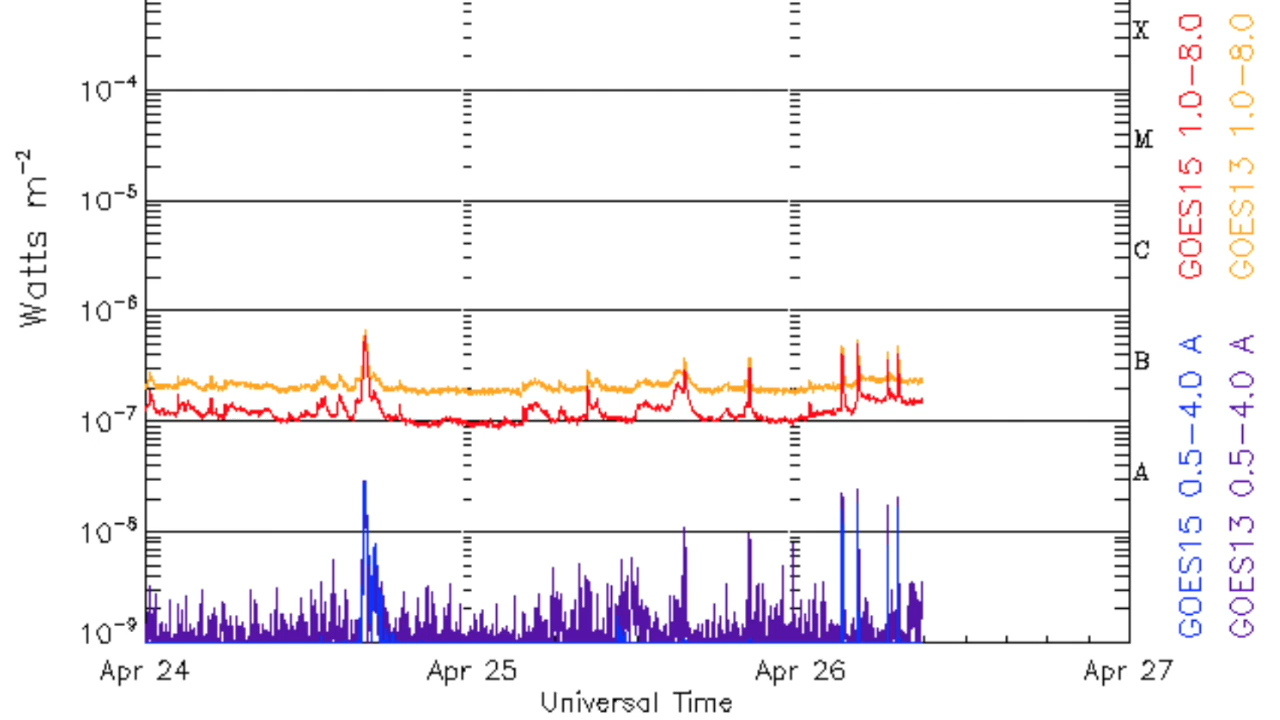 X
10-4
M
10-5
C
10-6
B
10-7
A
10-8
10-9
Watts m-2
Apr 24 Apr 25 Apr 26 Apr 27
Universal Time
GOES15 0.5-4.0 A GOES15 1.0-8.0
GOES13 0.5-4.0 A GOES13 1.0-8.0